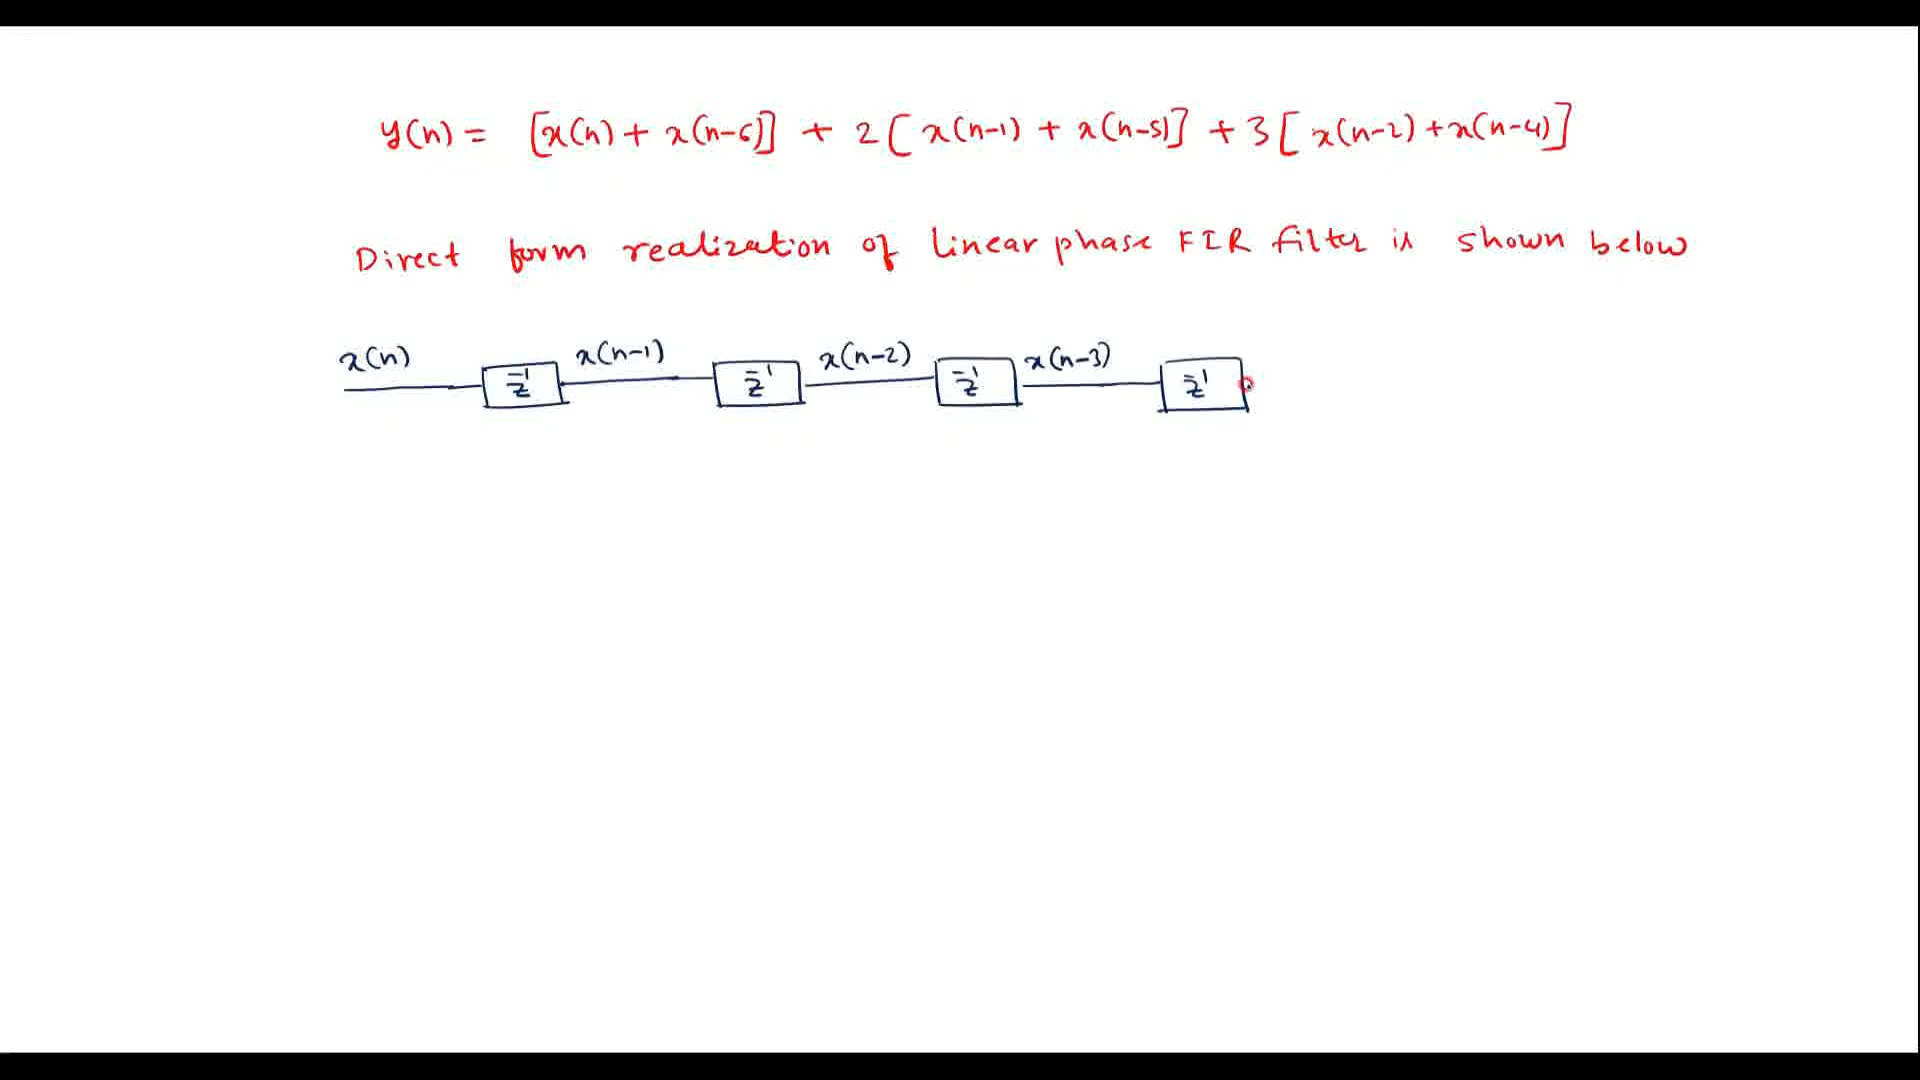 y(n) = [x(n) + x(n-6)] + 2[x(n-1) + x(n-5)] + 3[x(n-2) + x(n-4)]
Direct form realization of linear phase FIR filter is shown below
x(n) z⁻¹ x(n-1) z⁻¹ x(n-2) z⁻¹ x(n-3) z⁻¹